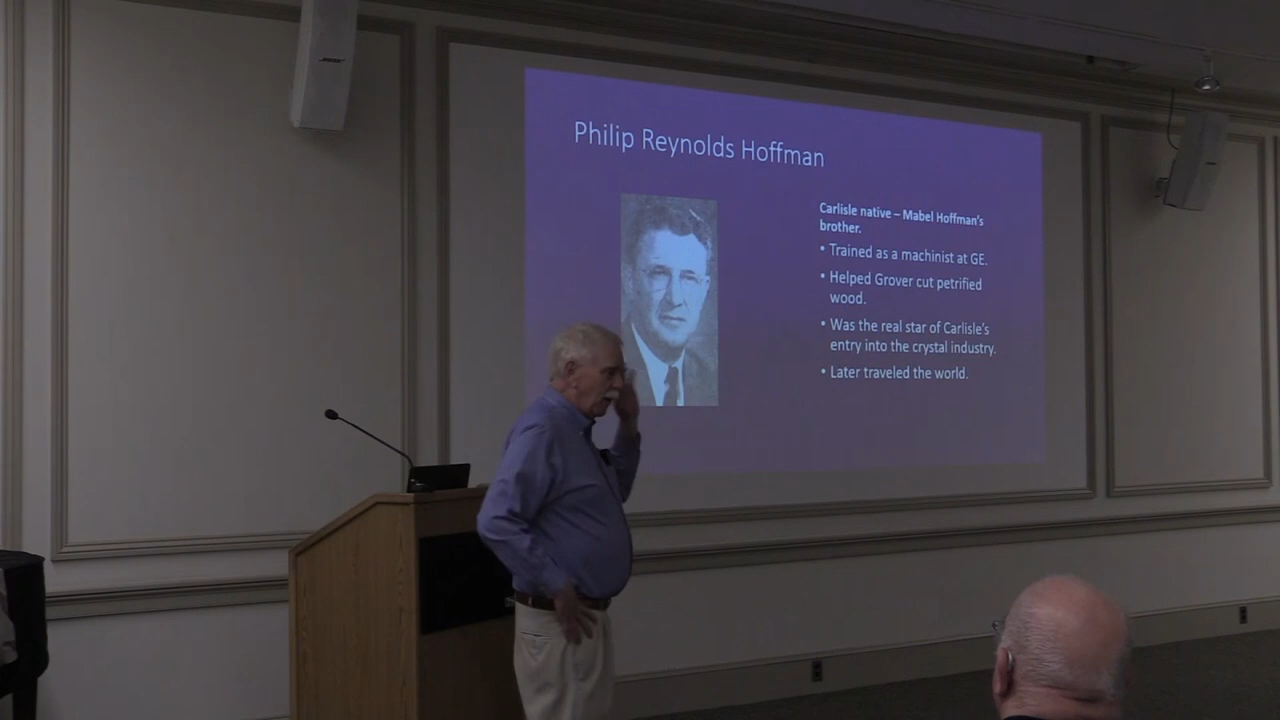 BOSE
Philip Reynolds Hoffman
Carlisle native – Mabel Hoffman's
brother.
• Trained as a machinist at GE.
• Helped Grover cut petrified
wood.
• Was the real star of Carlisle's
entry into the crystal industry.
• Later traveled the world.